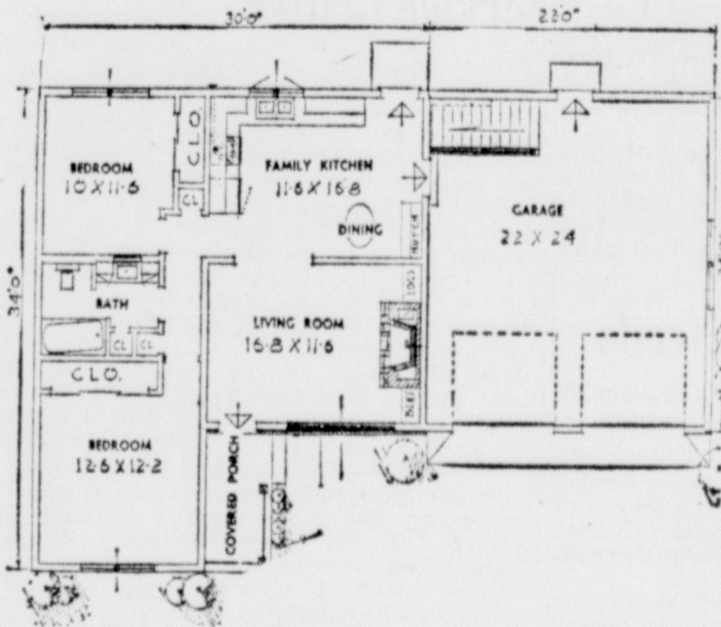 30'0"
22'0"
34'0"
BEDROOM
10 X 11-6
CLO
CL
FAMILY KITCHEN
11-6 X 16-8
DINING
GARAGE
22 X 24
BATH
CL
CL
CLO.
LIVING ROOM
16-8 X 11-6
LOGS
BEDROOM
12-6 X 12-2
COVERED PORCH